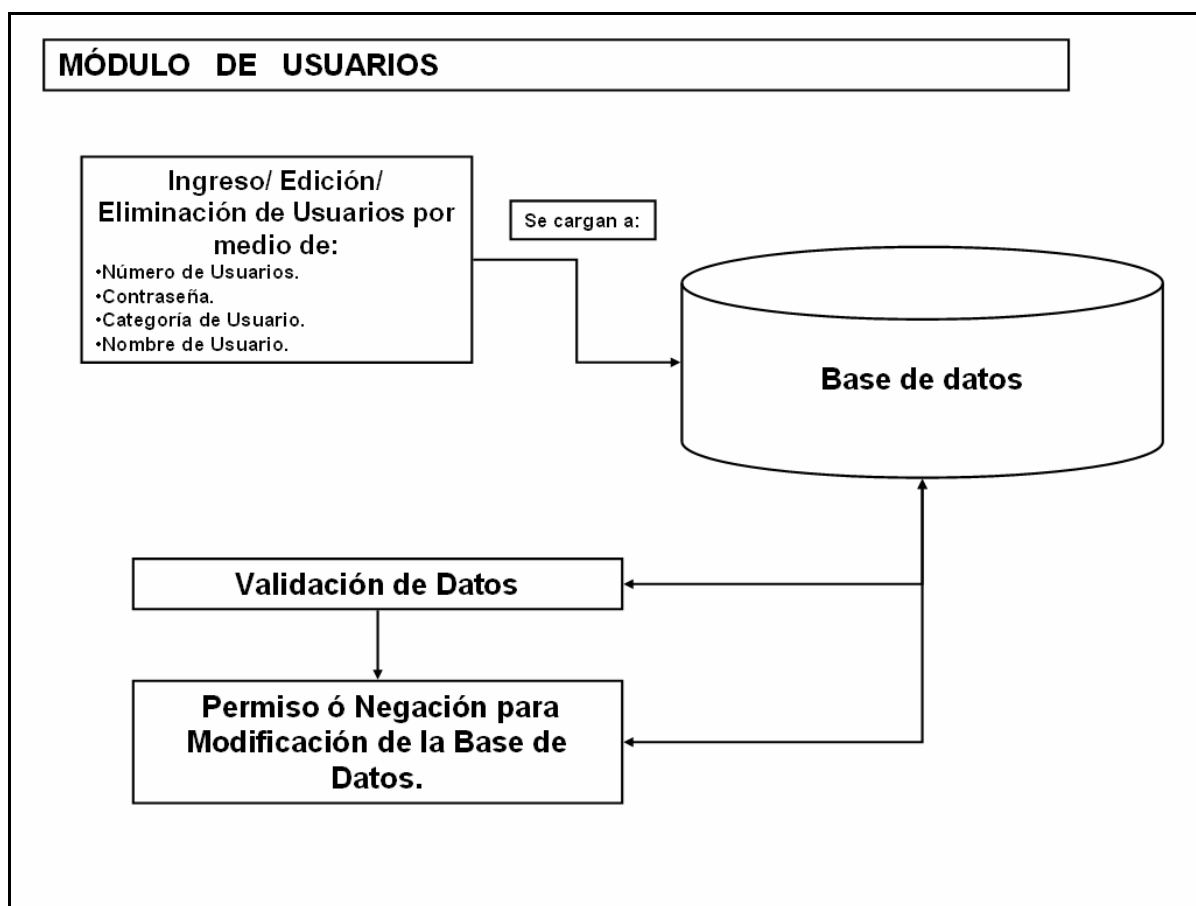 MÓDULO DE USUARIOS
Ingreso/ Edición/
Eliminación de Usuarios por
medio de:
•Número de Usuarios.
•Contraseña.
•Categoría de Usuario.
•Nombre de Usuario.
Se cargan a:
Base de datos
Validación de Datos
Permiso ó Negación para
Modificación de la Base de
Datos.